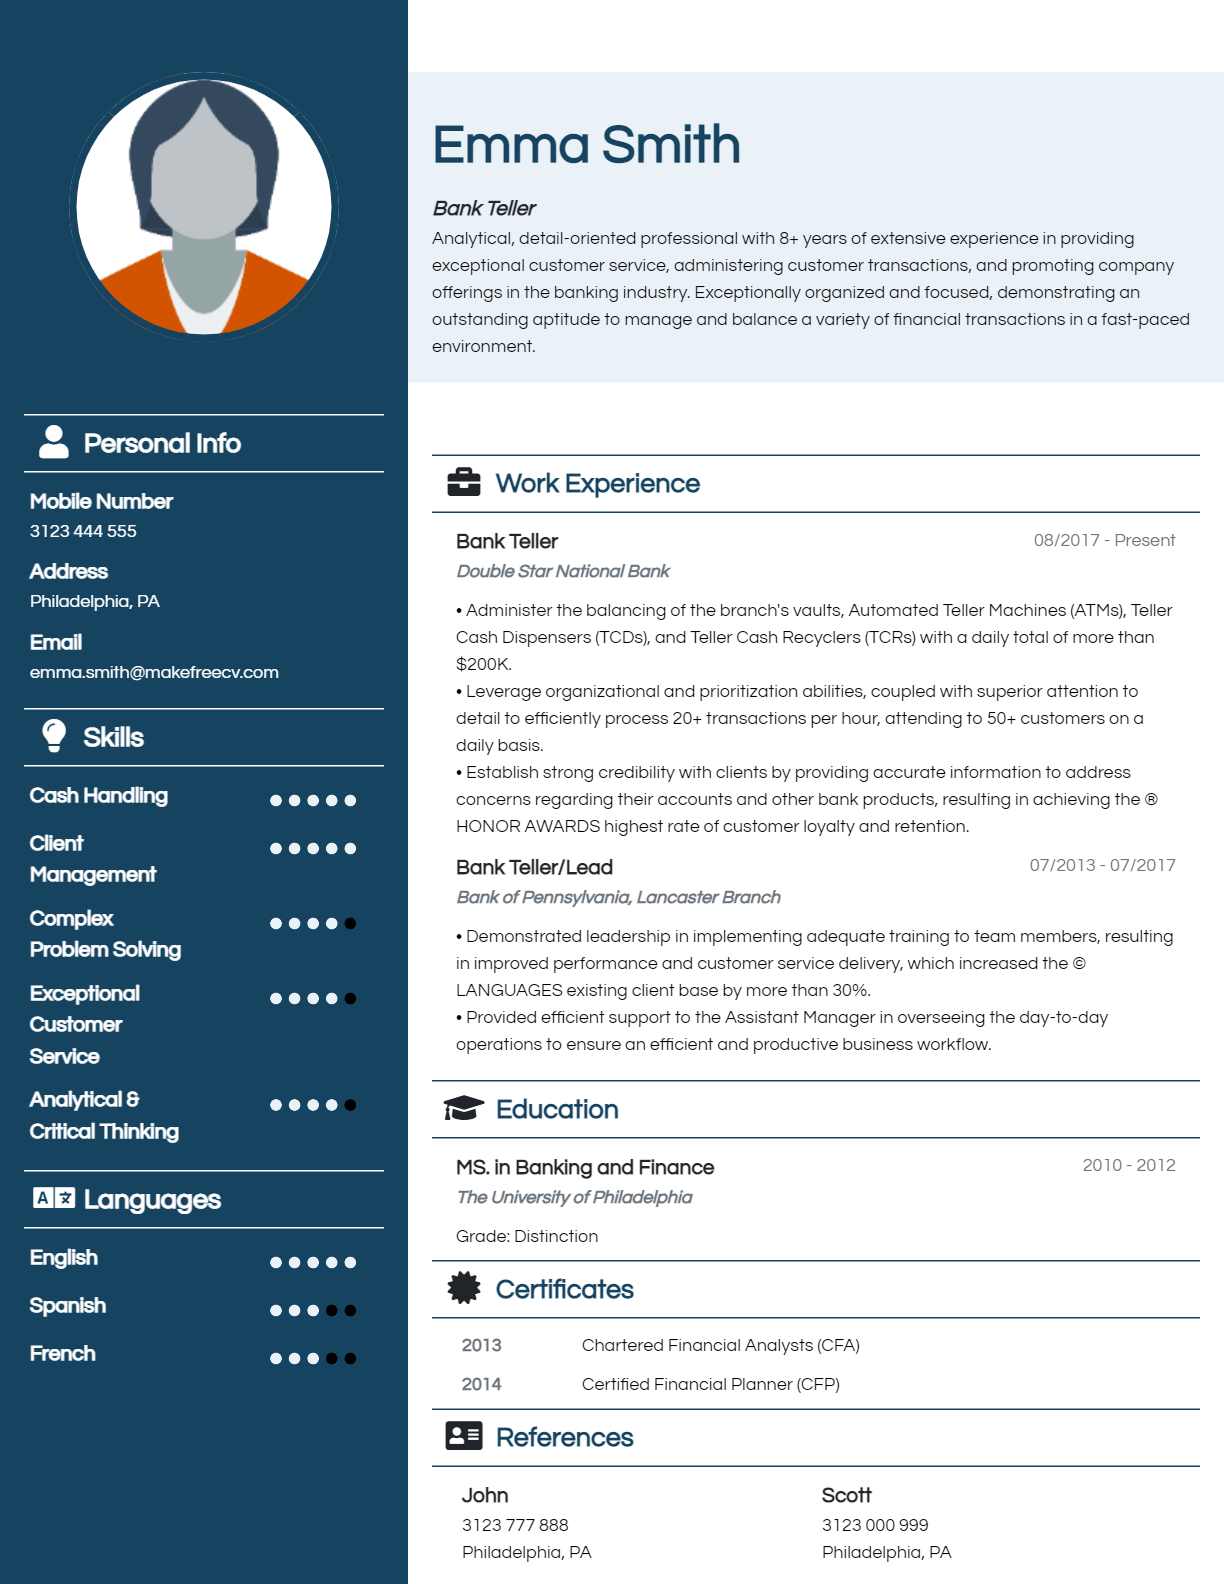 Emma Smith
Bank Teller
Analytical, detail-oriented professional with 8+ years of extensive experience in providing
exceptional customer service, administering customer transactions, and promoting company
offerings in the banking industry. Exceptionally organized and focused, demonstrating an
outstanding aptitude to manage and balance a variety of financial transactions in a fast-paced
environment.
Personal Info
Mobile Number
3123 444 555
Address
Philadelphia, PA
Email
emma.smith@makefreecv.com
Skills
Cash Handling
Client
Management
Complex
Problem Solving
Exceptional
Customer
Service
Analytical &
Critical Thinking
A
Languages
English
Spanish
French
Work Experience
Bank Teller
08/2017 - Present
Double Star National Bank
• Administer the balancing of the branch's vaults, Automated Teller Machines (ATMs), Teller
Cash Dispensers (TCDs), and Teller Cash Recyclers (TCRs) with a daily total of more than
$200K.
• Leverage organizational and prioritization abilities, coupled with superior attention to
detail to efficiently process 20+ transactions per hour, attending to 50+ customers on a
daily basis.
• Establish strong credibility with clients by providing accurate information to address
concerns regarding their accounts and other bank products, resulting in achieving the ®
HONOR AWARDS highest rate of customer loyalty and retention.
Bank Teller/Lead
07/2013 - 07/2017
Bank of Pennsylvania, Lancaster Branch
• Demonstrated leadership in implementing adequate training to team members, resulting
in improved performance and customer service delivery, which increased the ©
LANGUAGES existing client base by more than 30%.
• Provided efficient support to the Assistant Manager in overseeing the day-to-day
operations to ensure an efficient and productive business workflow.
Education
MS. in Banking and Finance
2010 - 2012
The University of Philadelphia
Grade: Distinction
Certificates
2013 Chartered Financial Analysts (CFA)
2014 Certified Financial Planner (CFP)
References
John
3123 777 888
Philadelphia, PA
Scott
3123 000 999
Philadelphia, PA